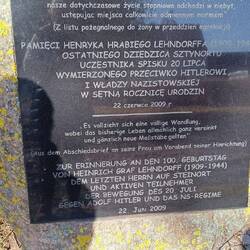 nasze dotychczasowe życie stopniowo odchodzi w niebyt,
ustępując miejsca całkowicie odmiennym normom
(Z listu pożegnalnego do żony w przeddzień egzekucji)
PAMIĘCI HENRYKA HRABIEGO LEHNDORFFA
OSTATNIEGO DZIEDZICA SZTYNORTU
UCZESTNIKA SPISKU 20 LIPCA
WYMIERZONEGO PRZECIWKO HITLEROWI
I WŁADZY NAZISTOWSKIEJ
W SETNĄ ROCZNICĘ URODZIN
22 czerwiec 2009 r
Es vollzieht sich eine völlige Wandlung,
wobei das bisherige Leben allmählich ganz versinkt
und gänzlich neue Maßstäbe gelten"
(Aus dem Abschiedsbrief an seine Frau am Vorabend seiner Hinrichtung)
ZUR ERINNERUNG AN DEN 100. GEBURTSTAG
VON HEINRICH GRAF LEHNDORFF (1909-1944)
DEM LETZTEN HERRN AUF STEINORT
UND AKTIVEN TEILNEHMER
DER BEWEGUNG DES 20 JULI
GEGEN ADOLF HITLER UND DAS NS-REGIME
22 Juni 2009